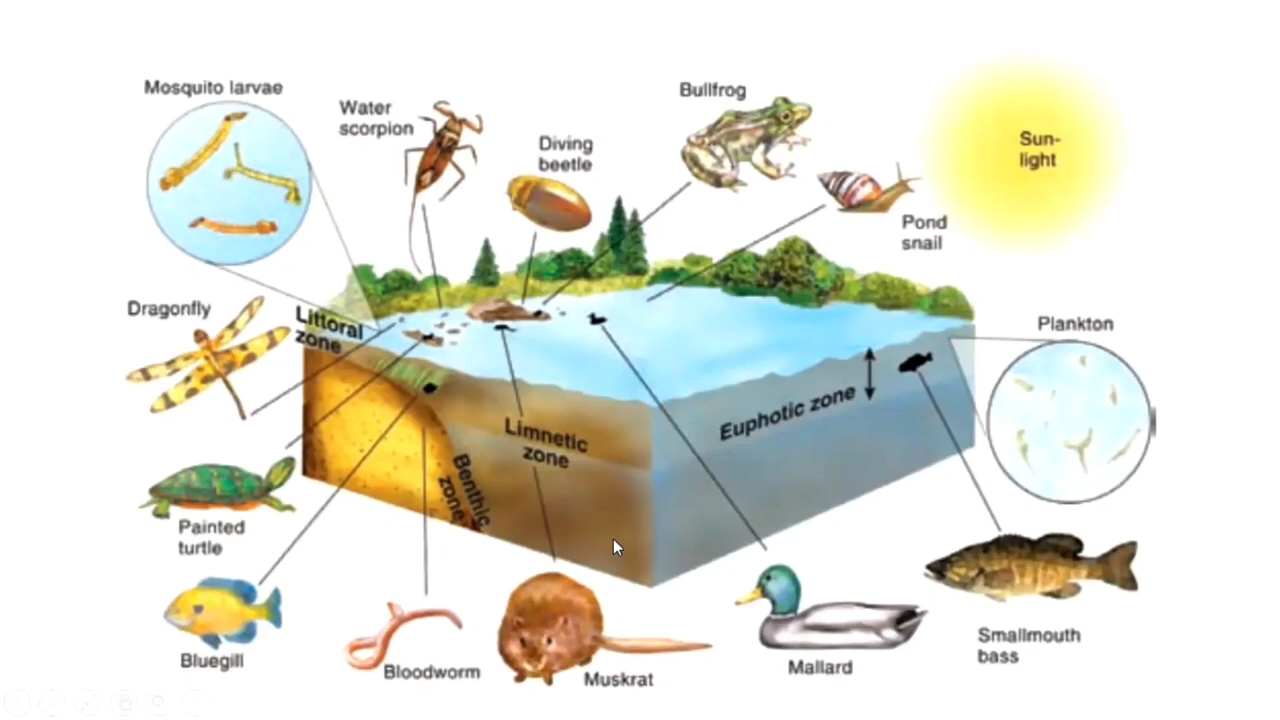 Mosquito larvae
Water
scorpion
Diving
beetle
Bullfrog
Sun-
light
Pond
snail
Dragonfly
Littoral
zone
Plankton
Euphotic zone
Limnetic
zone
Benthic
zone
Painted
turtle
Bluegill
Bloodworm
Muskrat
Mallard
Smallmouth
bass